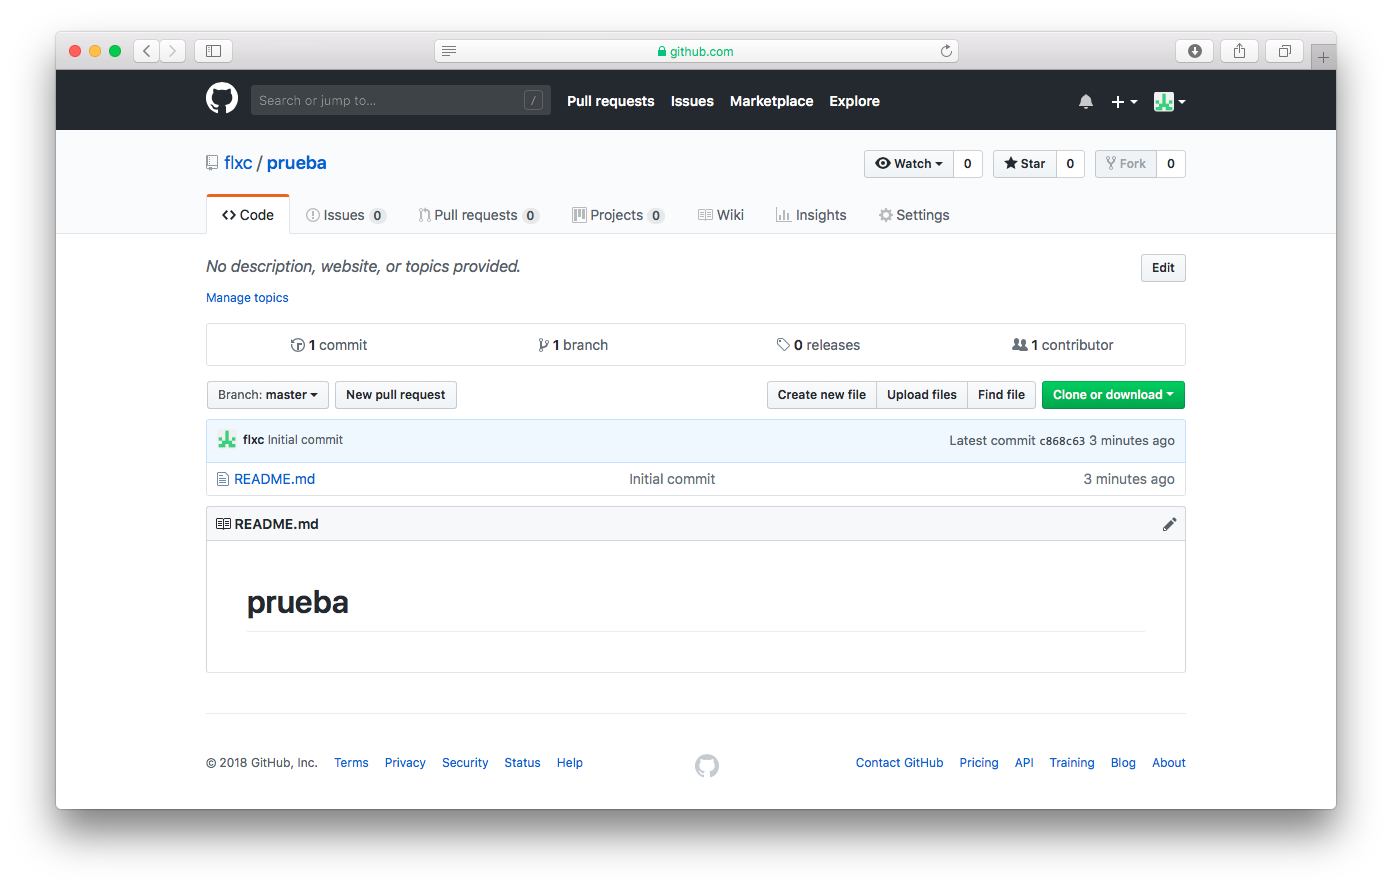 github.com
Search or jump to... /
Pull requests Issues Marketplace Explore
flxc / prueba
Watch 0 Star 0 Fork 0
Code Issues 0 Pull requests 0 Projects 0 Wiki Insights Settings
No description, website, or topics provided.
Edit
Manage topics
1 commit 1 branch 0 releases 1 contributor
Branch: master New pull request Create new file Upload files Find file Clone or download
flxc Initial commit Latest commit c868c63 3 minutes ago
README.md Initial commit 3 minutes ago
README.md
prueba
© 2018 GitHub, Inc. Terms Privacy Security Status Help Contact GitHub Pricing API Training Blog About